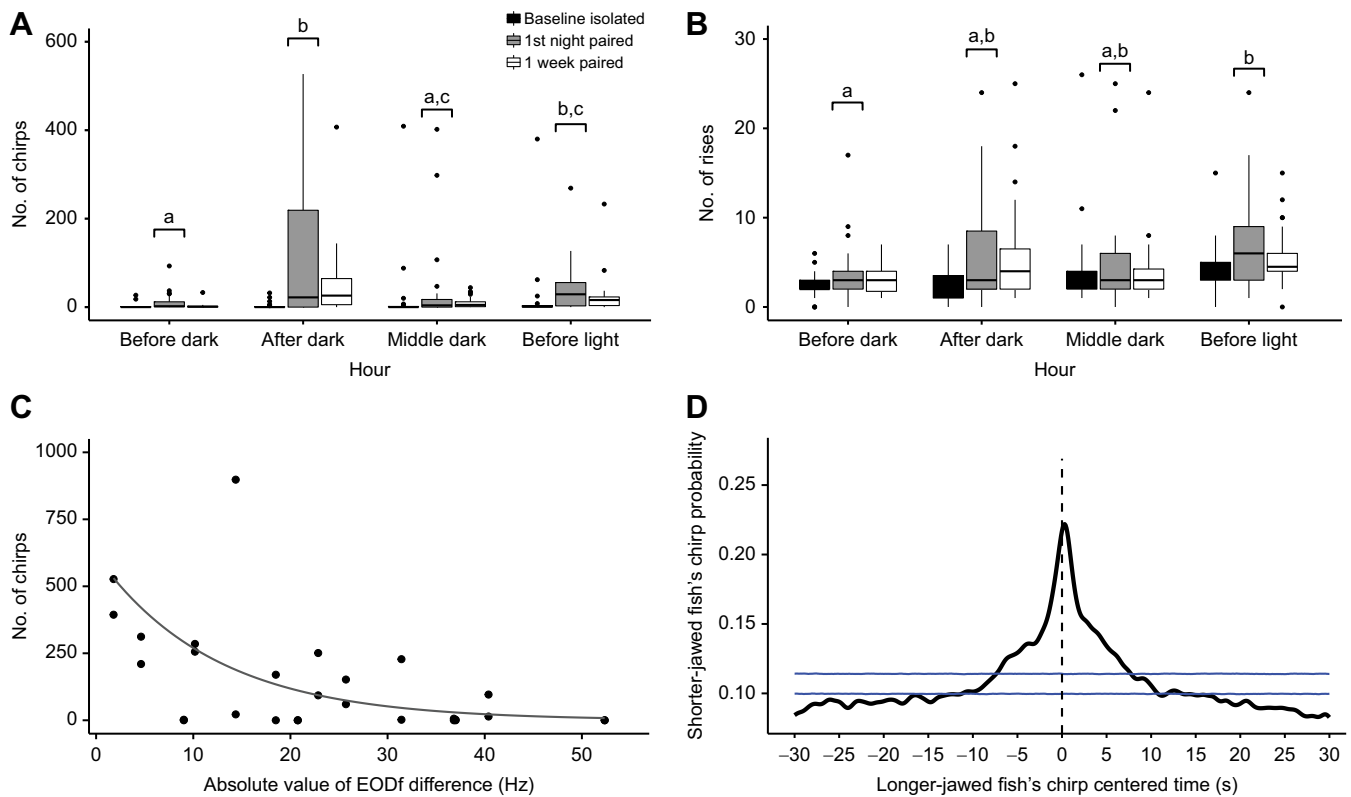 A
No. of chirps
600
400
200
0
a
b
a,c
b,c
Baseline isolated
1st night paired
1 week paired
Before dark
After dark
Middle dark
Before light
Hour
B
No. of rises
30
20
10
0
a
a,b
a,b
b
Before dark
After dark
Middle dark
Before light
Hour
C
No. of chirps
1000
750
500
250
0
0 10 20 30 40 50
Absolute value of EODf difference (Hz)
D
Shorter-jawed fish's chirp probability
0.25
0.20
0.15
0.10
–30 –25 –20 –15 –10 –5 0 5 10 15 20 25 30
Longer-jawed fish's chirp centered time (s)